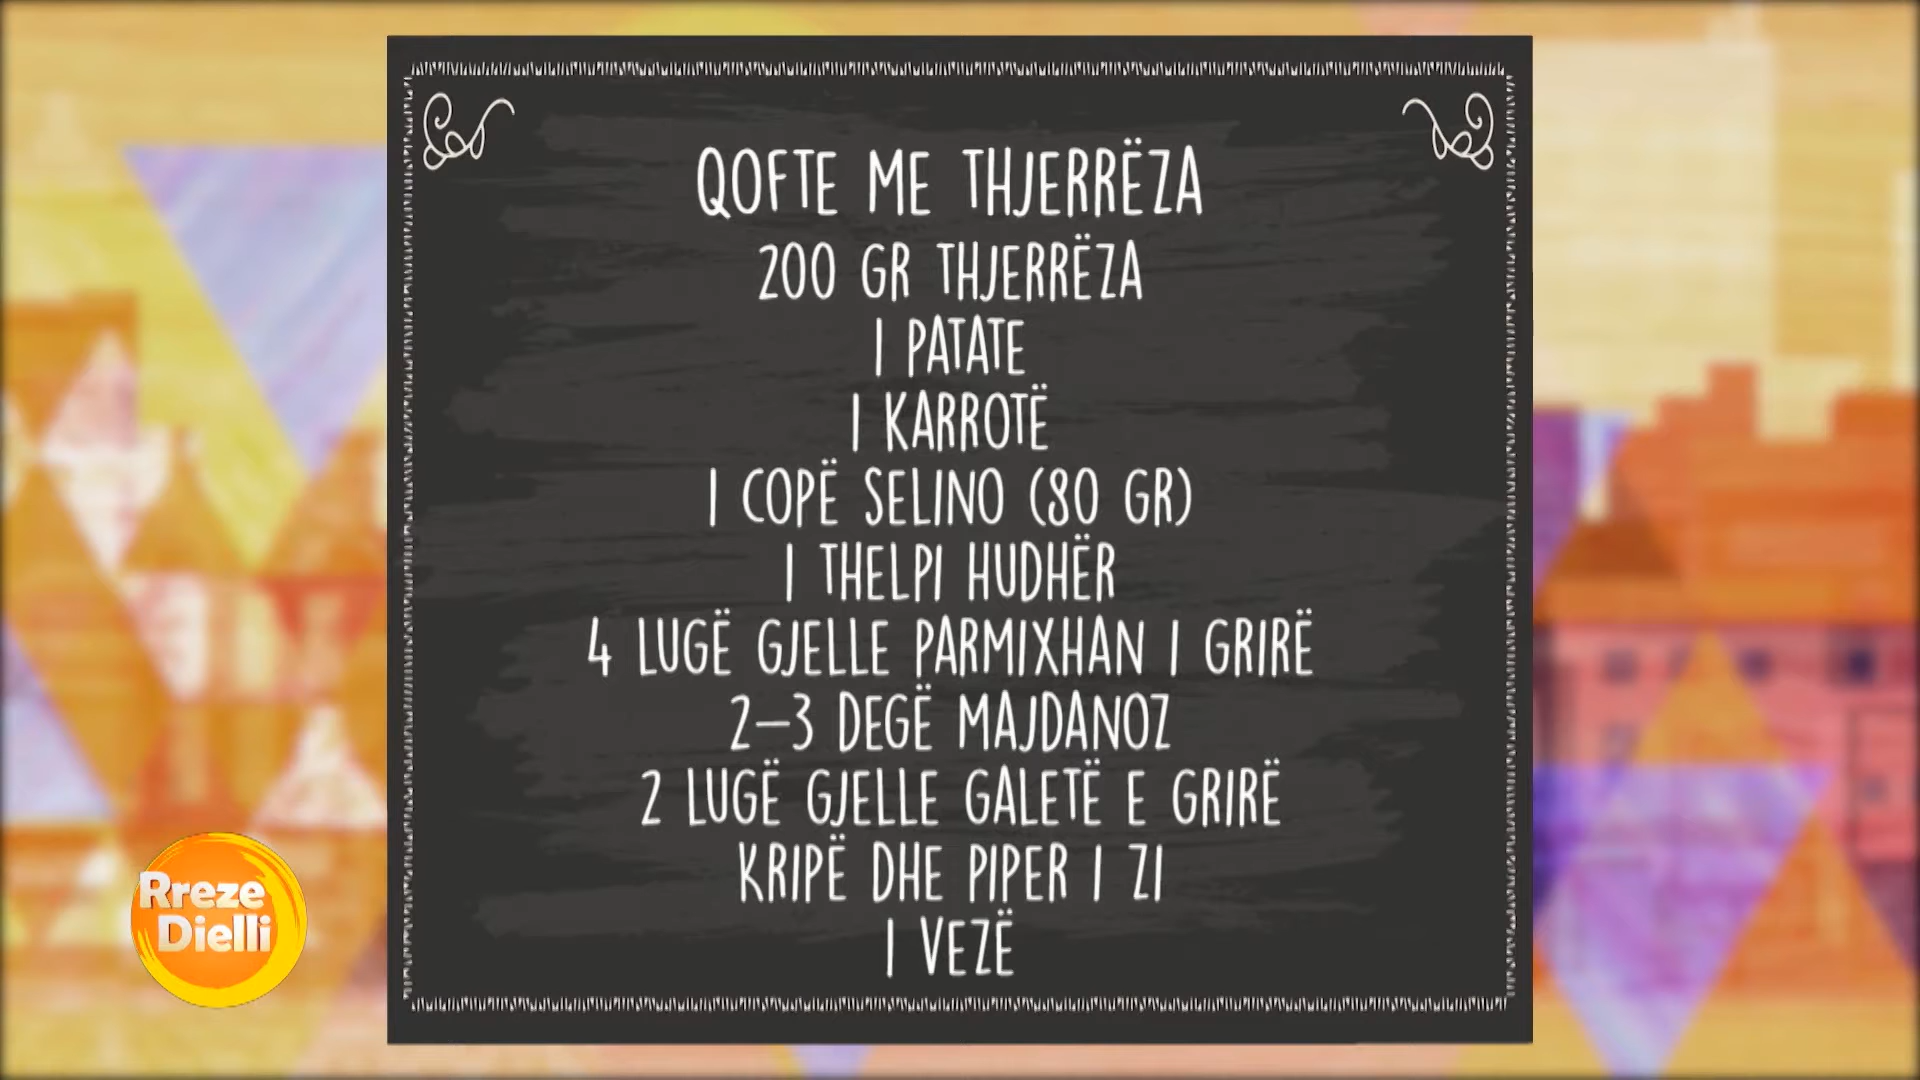 QOFTE ME THJERRËZA
200 GR THJERRËZA
1 PATATE
1 KARROTË
1 COPË SELINO (80 GR)
1 THELPI HUDHËR
4 LUGË GJELLE PARMIXHAN I GRIRË
2–3 DEGË MAJDANOZ
2 LUGË GJELLE GALETË E GRIRË
KRIPË DHE PIPER I ZI
1 VEZË
Rreze
Dielli